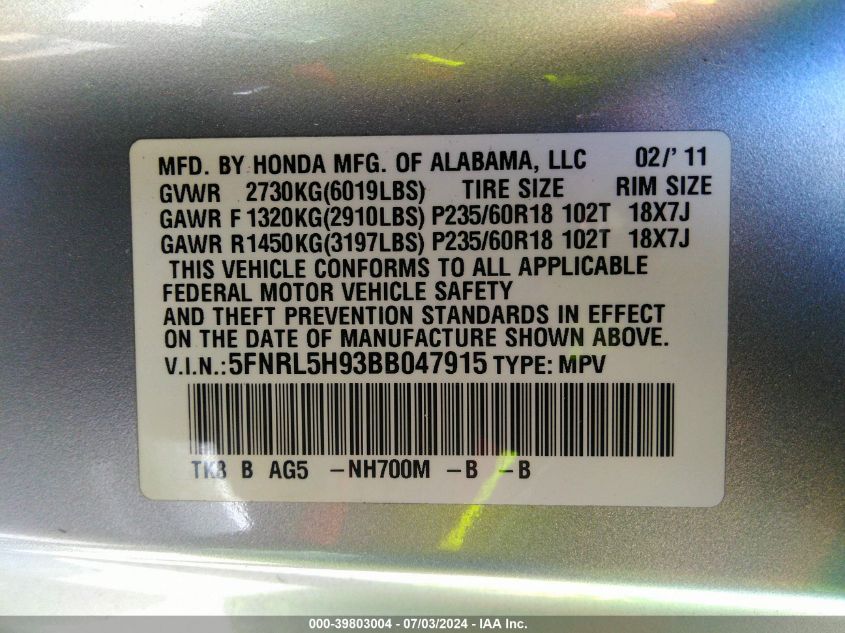 MFD. BY HONDA MFG. OF ALABAMA, LLC 02/' 11
GVWR 2730KG(6019LBS) TIRE SIZE RIM SIZE
GAWR F 1320KG(2910LBS) P235/60R18 102T 18X7J
GAWR R1450KG(3197LBS) P235/60R18 102T 18X7J
THIS VEHICLE CONFORMS TO ALL APPLICABLE
FEDERAL MOTOR VEHICLE SAFETY
AND THEFT PREVENTION STANDARDS IN EFFECT
ON THE DATE OF MANUFACTURE SHOWN ABOVE.
V.I.N.:5FNRL5H93BB047915 TYPE: MPV
TK8 B AG5 -NH700M -B -B
000-39803004 - 07/03/2024 - IAA Inc.